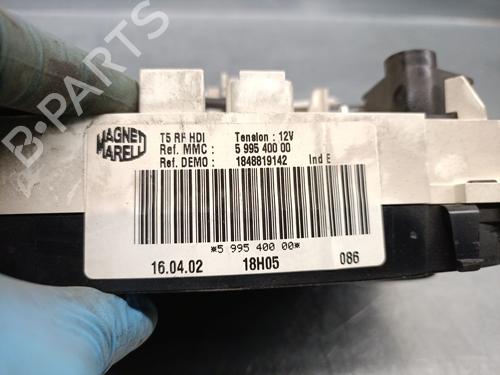 MAGNETI MARELLI
T5 RF HDI Tension : 12V
Ref. MMC : 5 995 400 00
Ref. DEMO : 1848819142 Ind E
*5 995 400 00*
16.04.02 18H05 086
B-PARTS